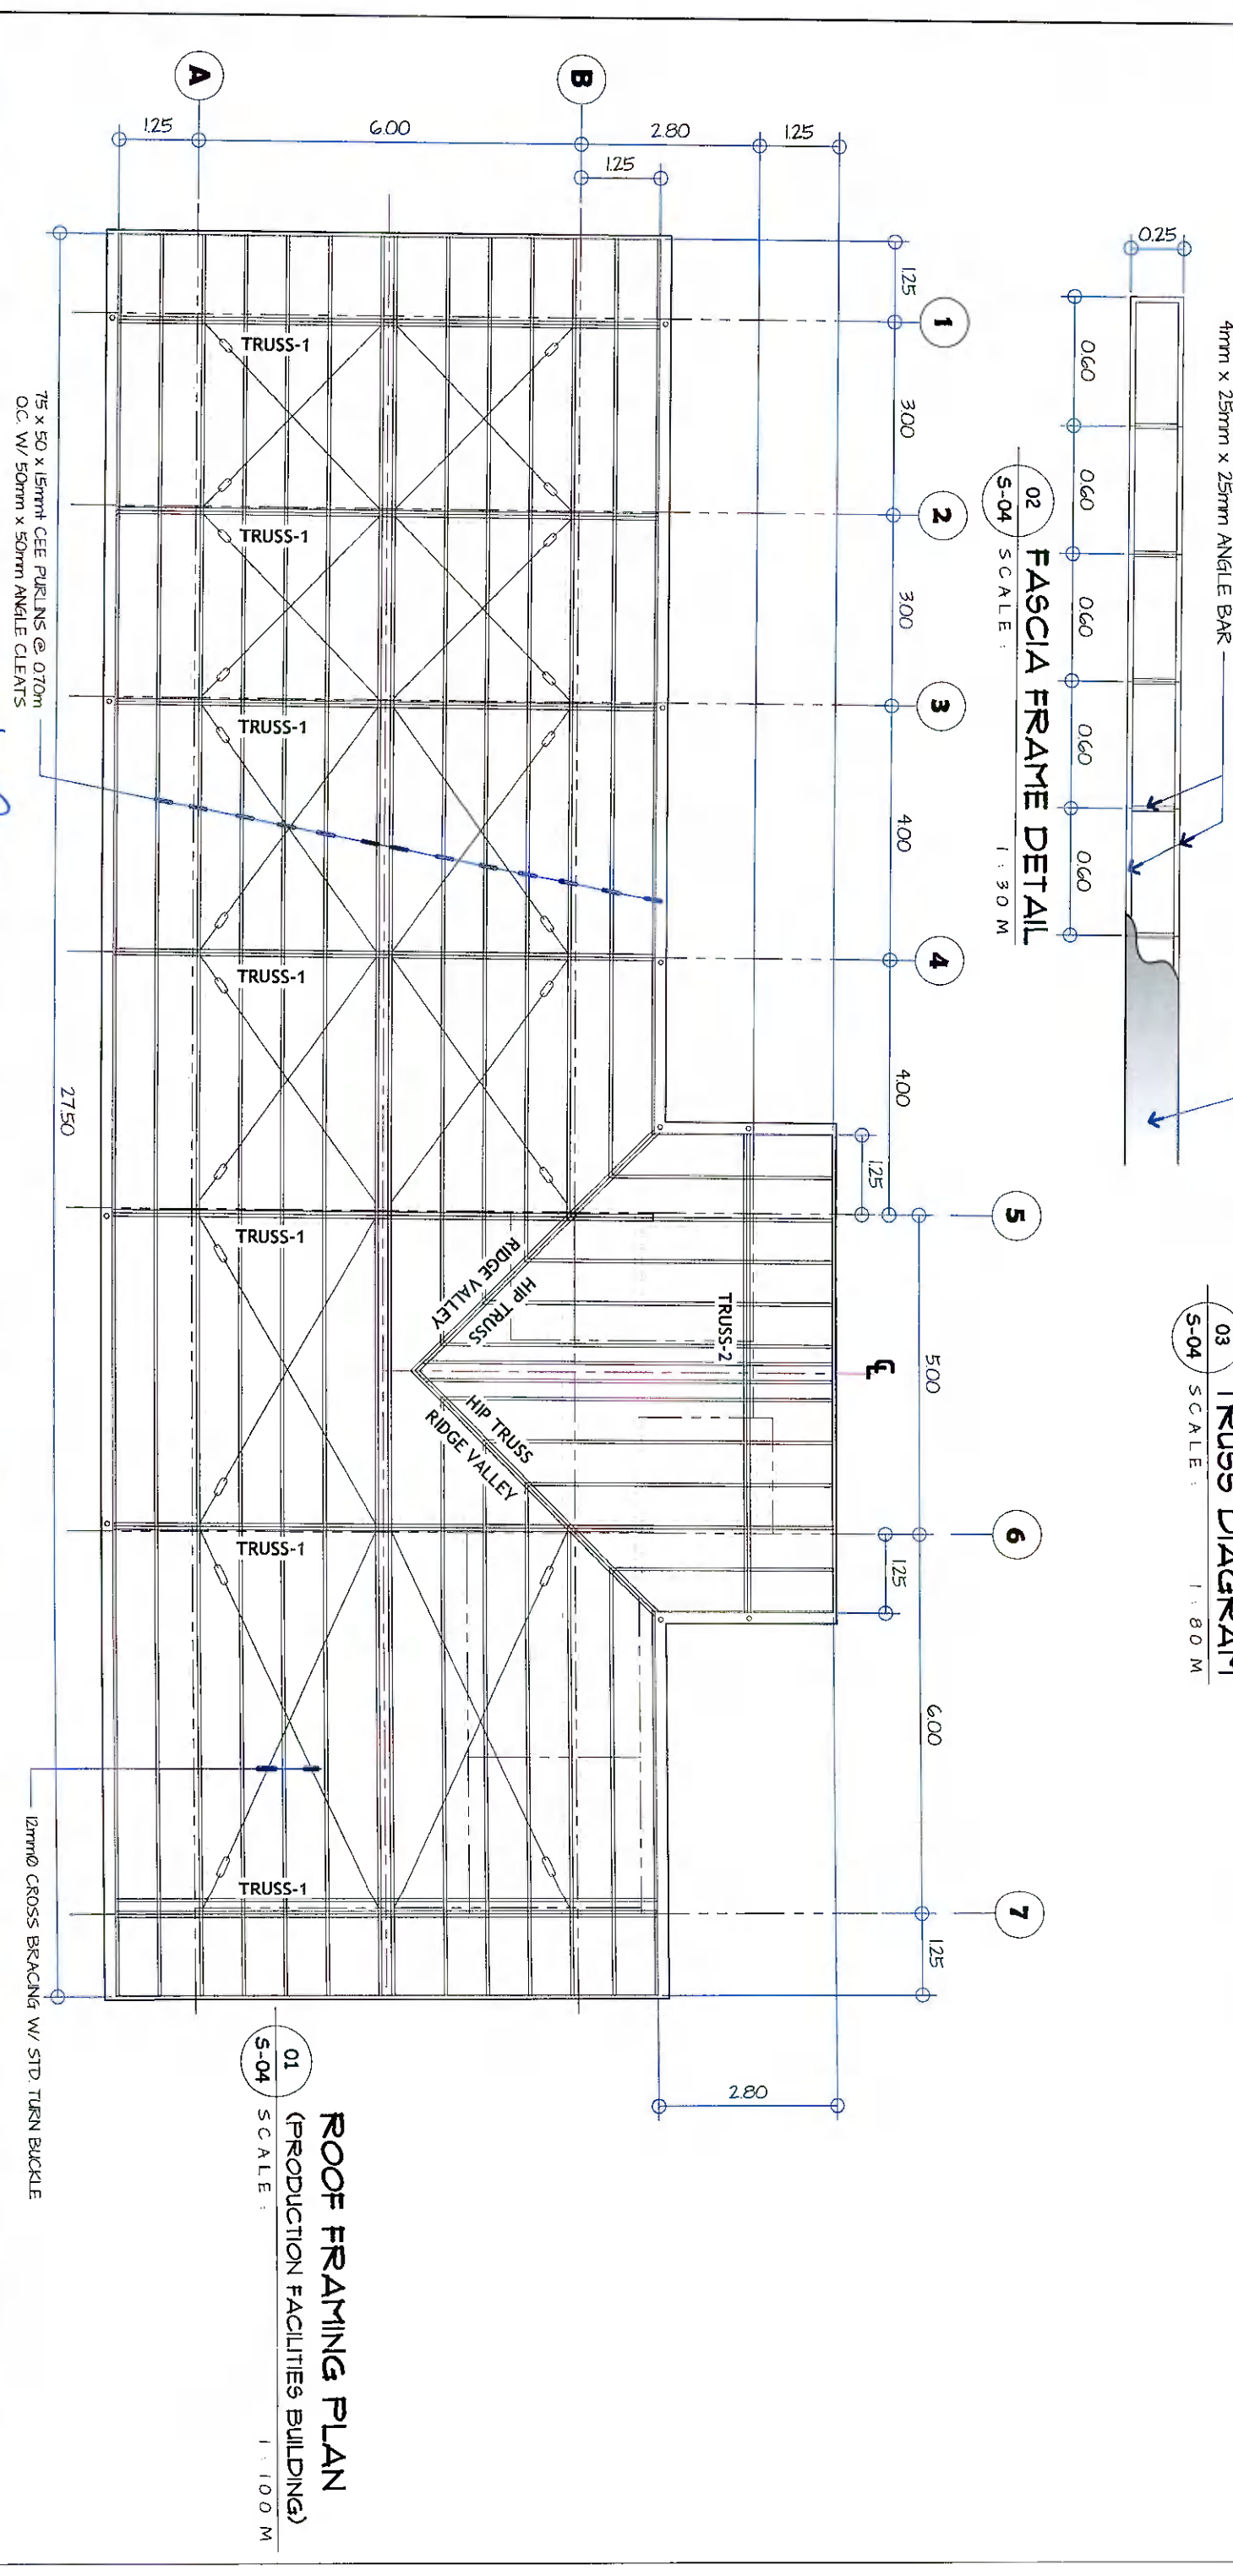 4mm x 25mm x 25mm ANGLE BAR
0.25
0.60
0.60
0.60
0.60
0.60
02
S-04
FASCIA FRAME DETAIL
SCALE : 1 : 30 M
03
S-04
TRUSS DIAGRAM
SCALE : 1 : 80 M
1
2
3
4
5
6
7
1.25
3.00
3.00
4.00
4.00
5.00
6.00
1.25
1.25
1.25
℄
A
B
1.25
6.00
2.80
1.25
1.25
2.80
TRUSS-1
TRUSS-1
TRUSS-1
TRUSS-1
TRUSS-1
TRUSS-1
TRUSS-1
TRUSS-2
RIDGE VALLEY
HIP TRUSS
HIP TRUSS
RIDGE VALLEY
27.50
75 x 50 x 1.5mmt CEE PURLINS @ 0.70m
O.C. W/ 50mm x 50mm ANGLE CLEATS
12mmØ CROSS BRACING W/ STD. TURN BUCKLE
01
S-04
ROOF FRAMING PLAN
(PRODUCTION FACILITIES BUILDING)
SCALE : 1 : 100 M